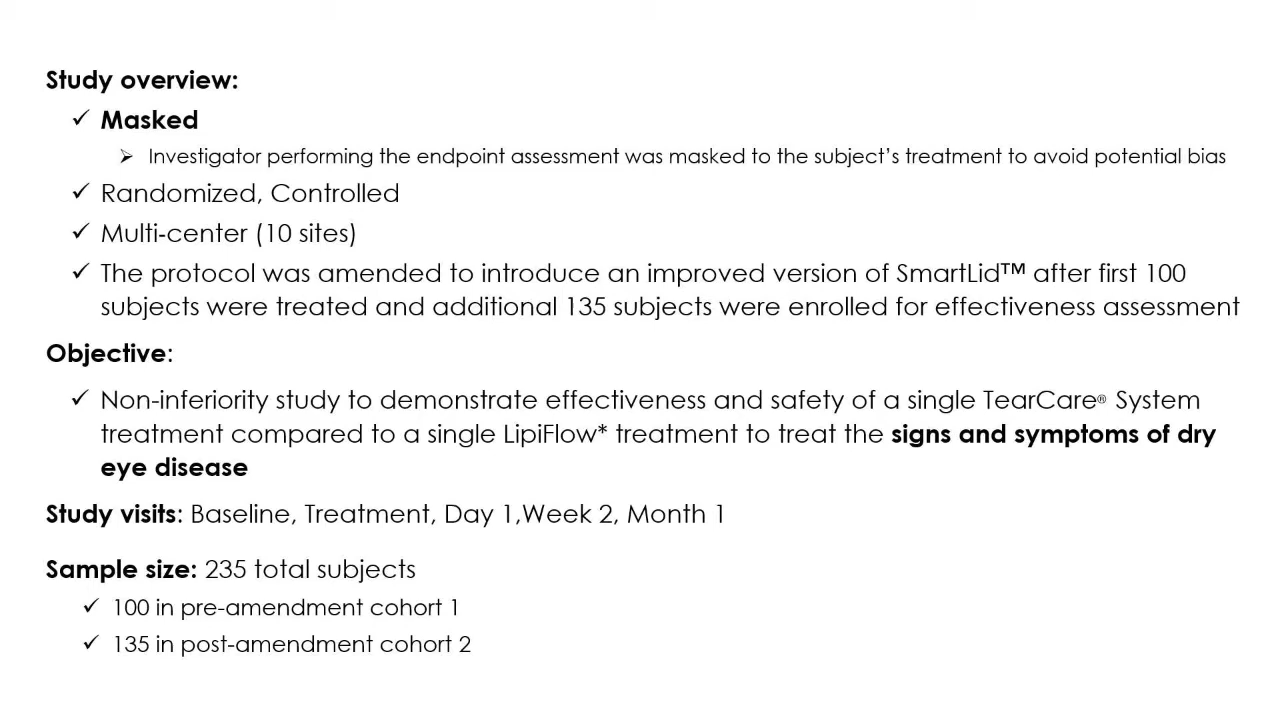 Study overview:
✓ Masked
➢ Investigator performing the endpoint assessment was masked to the subject’s treatment to avoid potential bias
✓ Randomized, Controlled
✓ Multi-center (10 sites)
✓ The protocol was amended to introduce an improved version of SmartLid™ after first 100
subjects were treated and additional 135 subjects were enrolled for effectiveness assessment
Objective:
✓ Non-inferiority study to demonstrate effectiveness and safety of a single TearCare® System
treatment compared to a single LipiFlow* treatment to treat the signs and symptoms of dry
eye disease
Study visits: Baseline, Treatment, Day 1,Week 2, Month 1
Sample size: 235 total subjects
✓ 100 in pre-amendment cohort 1
✓ 135 in post-amendment cohort 2